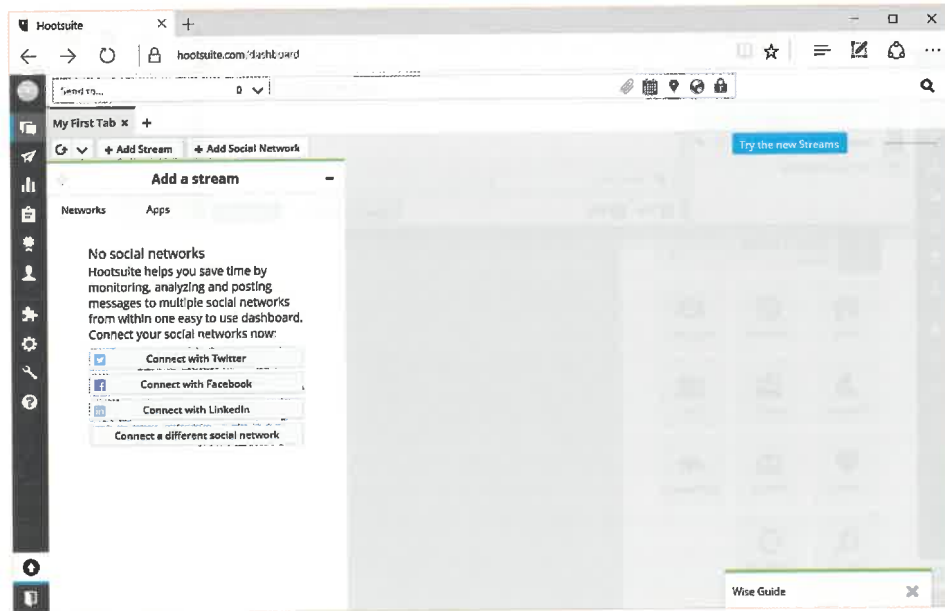 Hootsuite
hootsuite.com/dashboard
Send to... 0
My First Tab
+ Add Stream + Add Social Network
Try the new Streams
Add a stream
Networks Apps
No social networks
Hootsuite helps you save time by
monitoring, analyzing and posting
messages to multiple social networks
from within one easy to use dashboard.
Connect your social networks now:
Connect with Twitter
Connect with Facebook
Connect with LinkedIn
Connect a different social network
Wise Guide